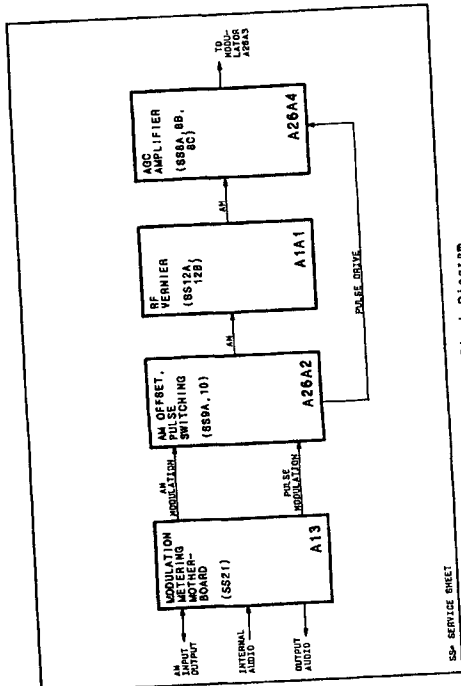 AM
INPUT
OUTPUT
INTERNAL
AUDIO
OUTPUT
AUDIO
MODULATION
METERING
MOTHER-
BOARD
(SS21)
A13
AM
MODULATION
PULSE
MODULATION
AM OFFSET,
PULSE
SWITCHING
(SS9A, 10)
A26A2
AM
RF
VERNIER
(SS12A,
12B)
A1A1
AM
AGC
AMPLIFIER
(SS8A, 8B,
8C)
A26A4
PULSE DRIVE
TO
MODU-
LATOR
A26A3
SS= SERVICE SHEET